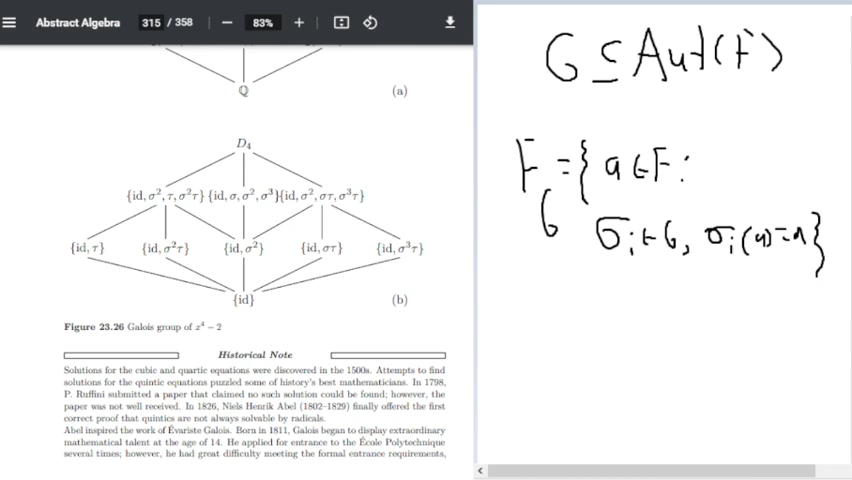 Abstract Algebra 315 / 358 − 83% +
Q
(a)
D₄
{id, σ², τ, σ²τ} {id, σ, σ², σ³}{id, σ², στ, σ³τ}
{id, τ} {id, σ²τ} {id, σ²} {id, στ} {id, σ³τ}
{id} (b)
Figure 23.26 Galois group of x⁴ − 2
Historical Note
Solutions for the cubic and quartic equations were discovered in the 1500s. Attempts to find
solutions for the quintic equations puzzled some of history's best mathematicians. In 1798,
P. Ruffini submitted a paper that claimed no such solution could be found; however, the
paper was not well received. In 1826, Niels Henrik Abel (1802–1829) finally offered the first
correct proof that quintics are not always solvable by radicals.
Abel inspired the work of Évariste Galois. Born in 1811, Galois began to display extraordinary
mathematical talent at the age of 14. He applied for entrance to the École Polytechnique
several times; however, he had great difficulty meeting the formal entrance requirements,
G ⊆ Aut(F)
F_G = { a ∈ F :
σᵢ ∈ G, σᵢ(a) = a }